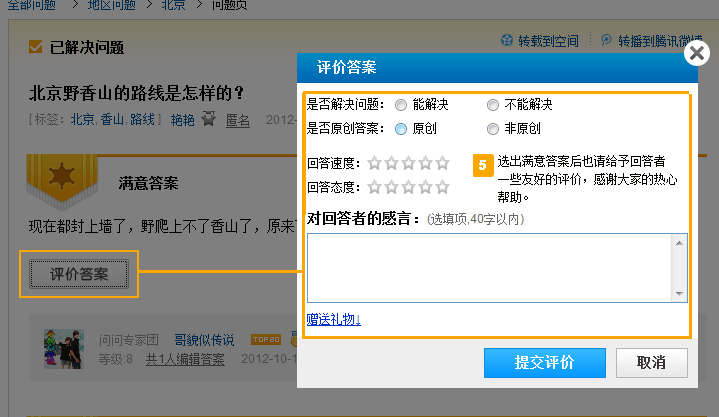 全部问题 > 地区问题 > 北京 > 问题页
已解决问题
转载到空间 转播到腾讯微博
评价答案
北京野香山的路线是怎样的？
[ 标签：北京, 香山, 路线 ] 艳艳 匿名 2012-
是否解决问题： 能解决 不能解决
是否原创答案： 原创 非原创
回答速度：
回答态度：
5 选出满意答案后也请给予回答者
一些友好的评价，感谢大家的热心
帮助。
满意答案
现在都封上墙了，野爬上不了香山了，原来
对回答者的感言：(选填项,40字以内)
评价答案
赠送礼物↓
问问专家团 哥貌似传说 TOP20
等级:8 共1人编辑答案 2012-10-1
提交评价 取消